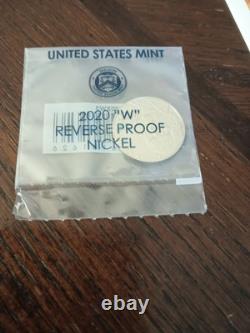 UNITED STATES MINT
2020 "W"
REVERSE PROOF
NICKEL